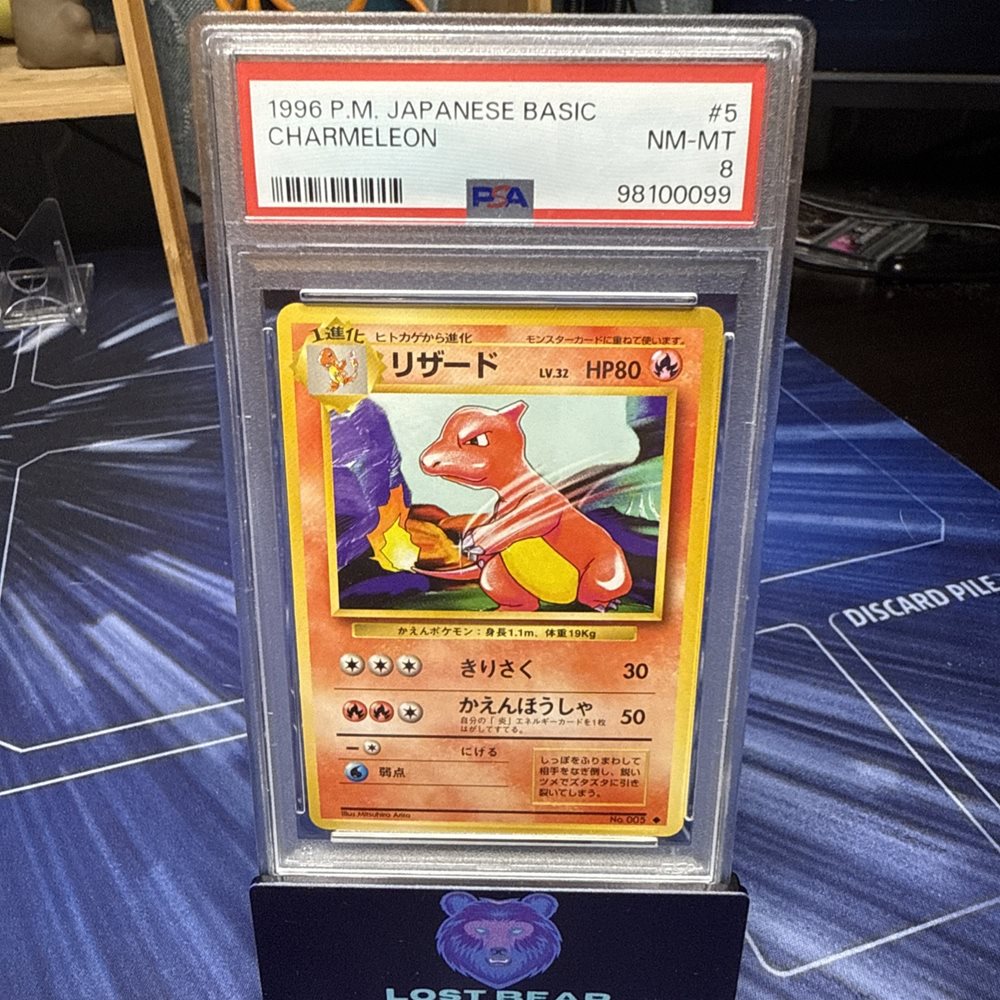 1996 P.M. JAPANESE BASIC #5
CHARMELEON NM-MT
8
PSA 98100099
1進化 ヒトカゲから進化 モンスターカードに重ねて使います。
リザード LV.32 HP80
かえんポケモン：身長1.1m、体重19Kg
きりさく 30
かえんほうしゃ 50
自分の「炎」エネルギーカードを1枚
はがしてすてる。
にげる
弱点
しっぽをふりまわして
相手をなぎ倒し、鋭い
ツメでズタズタに引き
裂いてしまう。
Illus. Mitsuhiro Arita No. 005
DISCARD PILE
LOST BEAR